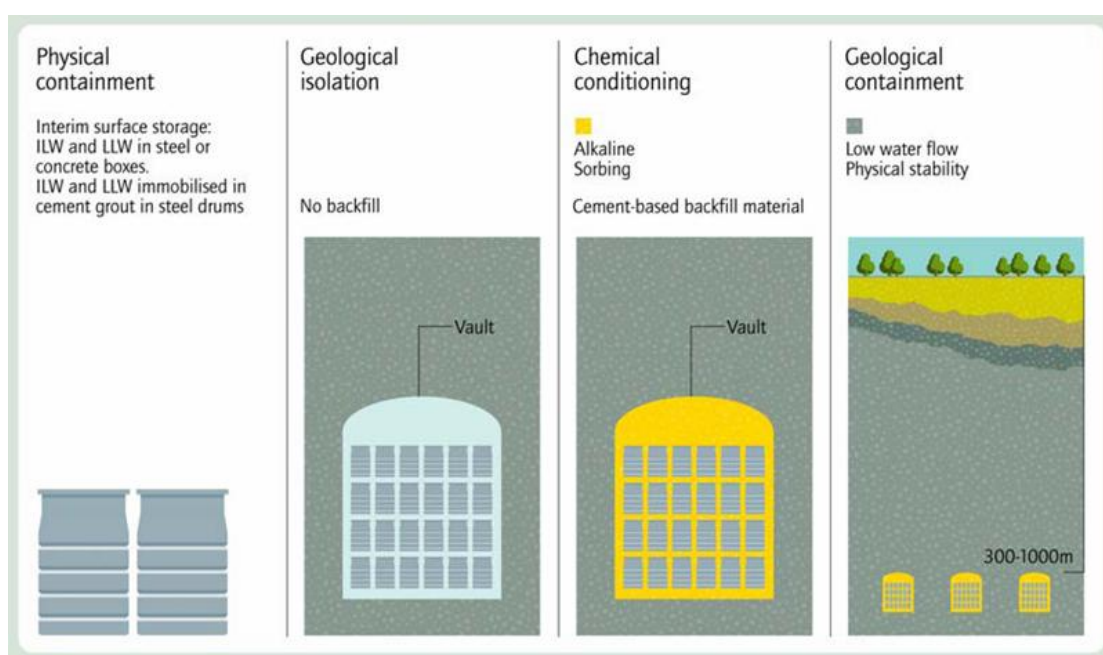 Physical
containment
Interim surface storage:
ILW and LLW in steel or
concrete boxes.
ILW and LLW immobilised in
cement grout in steel drums
Geological
isolation
No backfill
Vault
Chemical
conditioning
Alkaline
Sorbing
Cement-based backfill material
Vault
Geological
containment
Low water flow
Physical stability
300-1000m